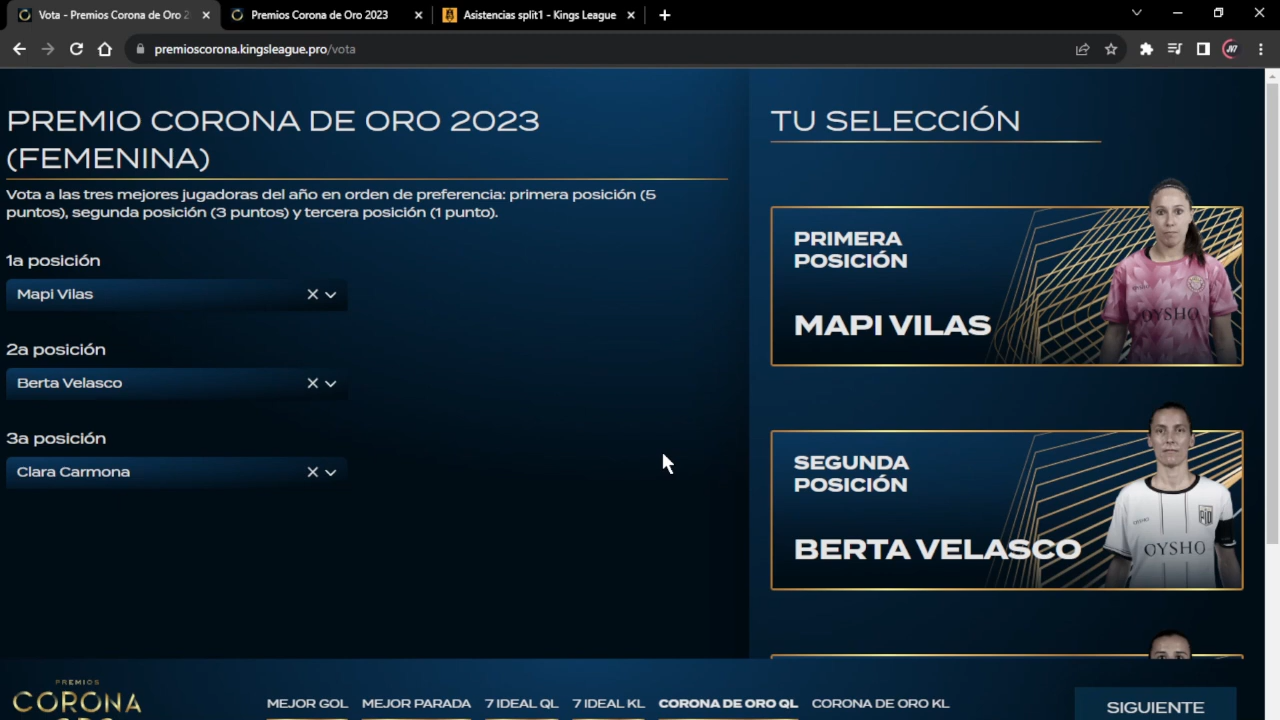 Vota - Premios Corona de Oro 2
Premios Corona de Oro 2023
Asistencias split1 - Kings League
premioscorona.kingsleague.pro/vota
PREMIO CORONA DE ORO 2023
(FEMENINA)
Vota a las tres mejores jugadoras del año en orden de preferencia: primera posición (5
puntos), segunda posición (3 puntos) y tercera posición (1 punto).
1a posición
Mapi Vilas
2a posición
Berta Velasco
3a posición
Clara Carmona
TU SELECCIÓN
PRIMERA
POSICIÓN
MAPI VILAS
OYSHO
SEGUNDA
POSICIÓN
BERTA VELASCO
OYSHO
PIO
OYSHO
PREMIOS
CORONA
ORO
MEJOR GOL
MEJOR PARADA
7 IDEAL QL
7 IDEAL KL
CORONA DE ORO QL
CORONA DE ORO KL
SIGUIENTE